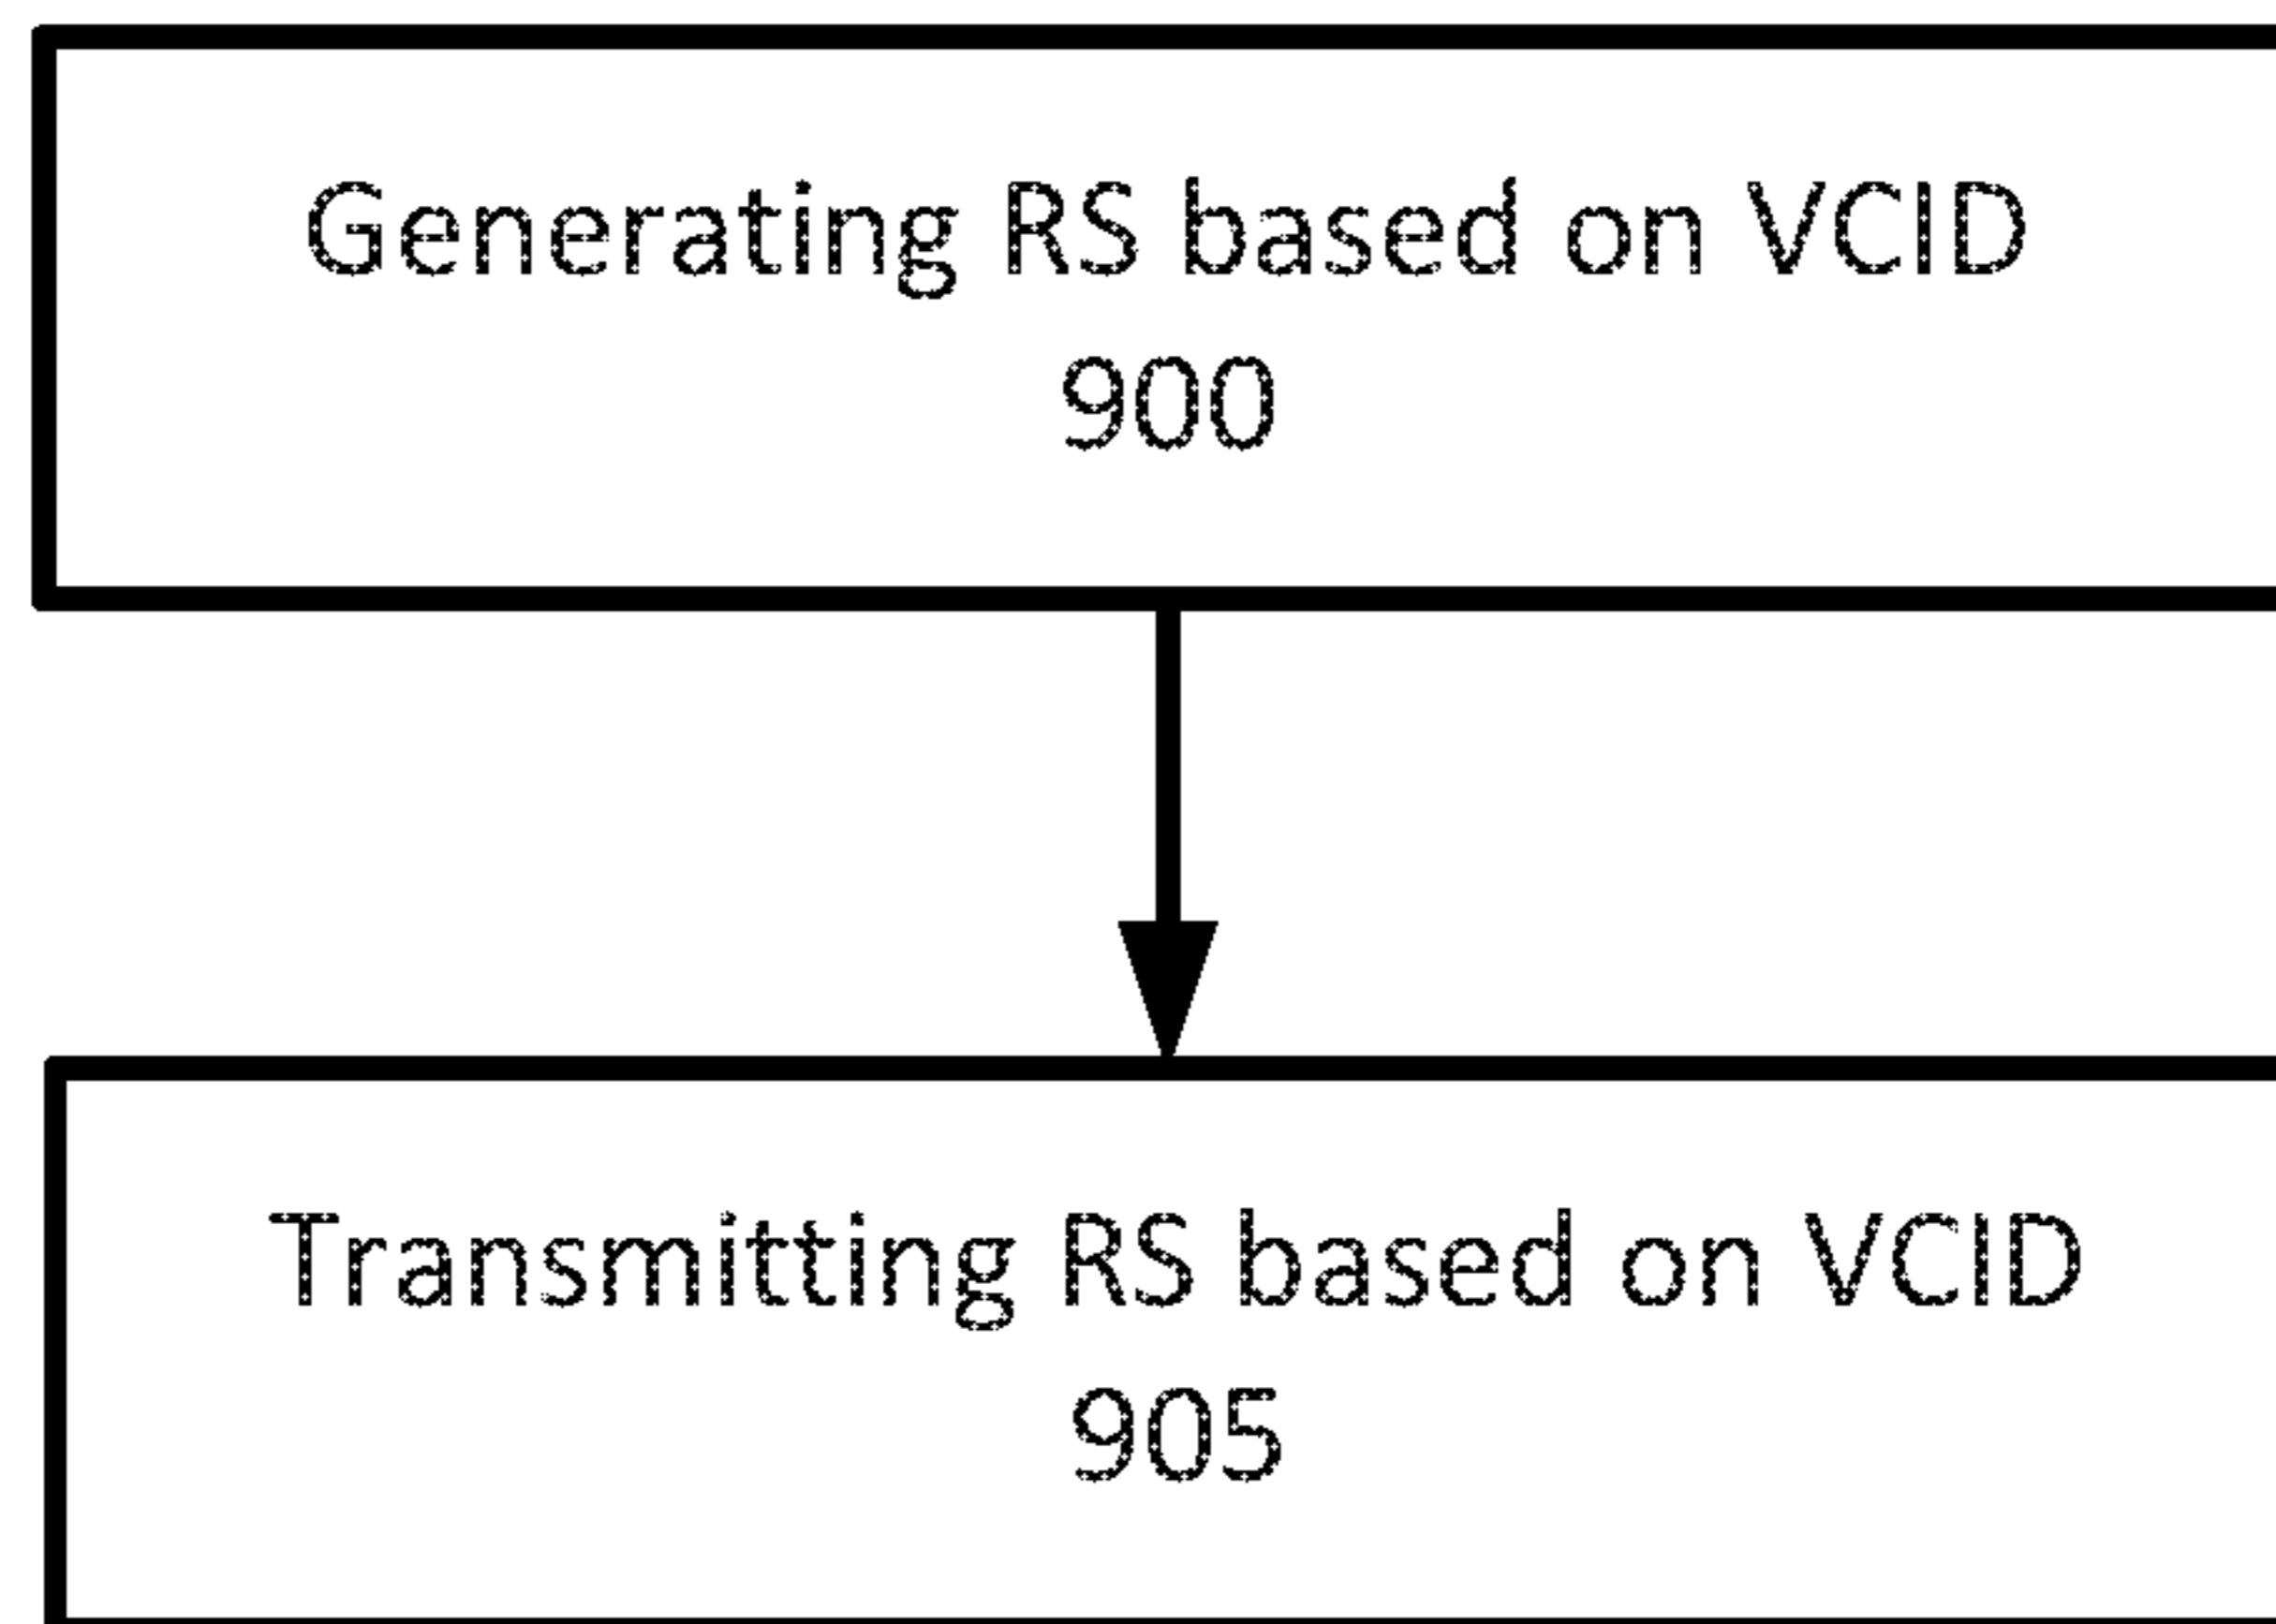 Generating RS based on VCID
900
Transmitting RS based on VCID
905